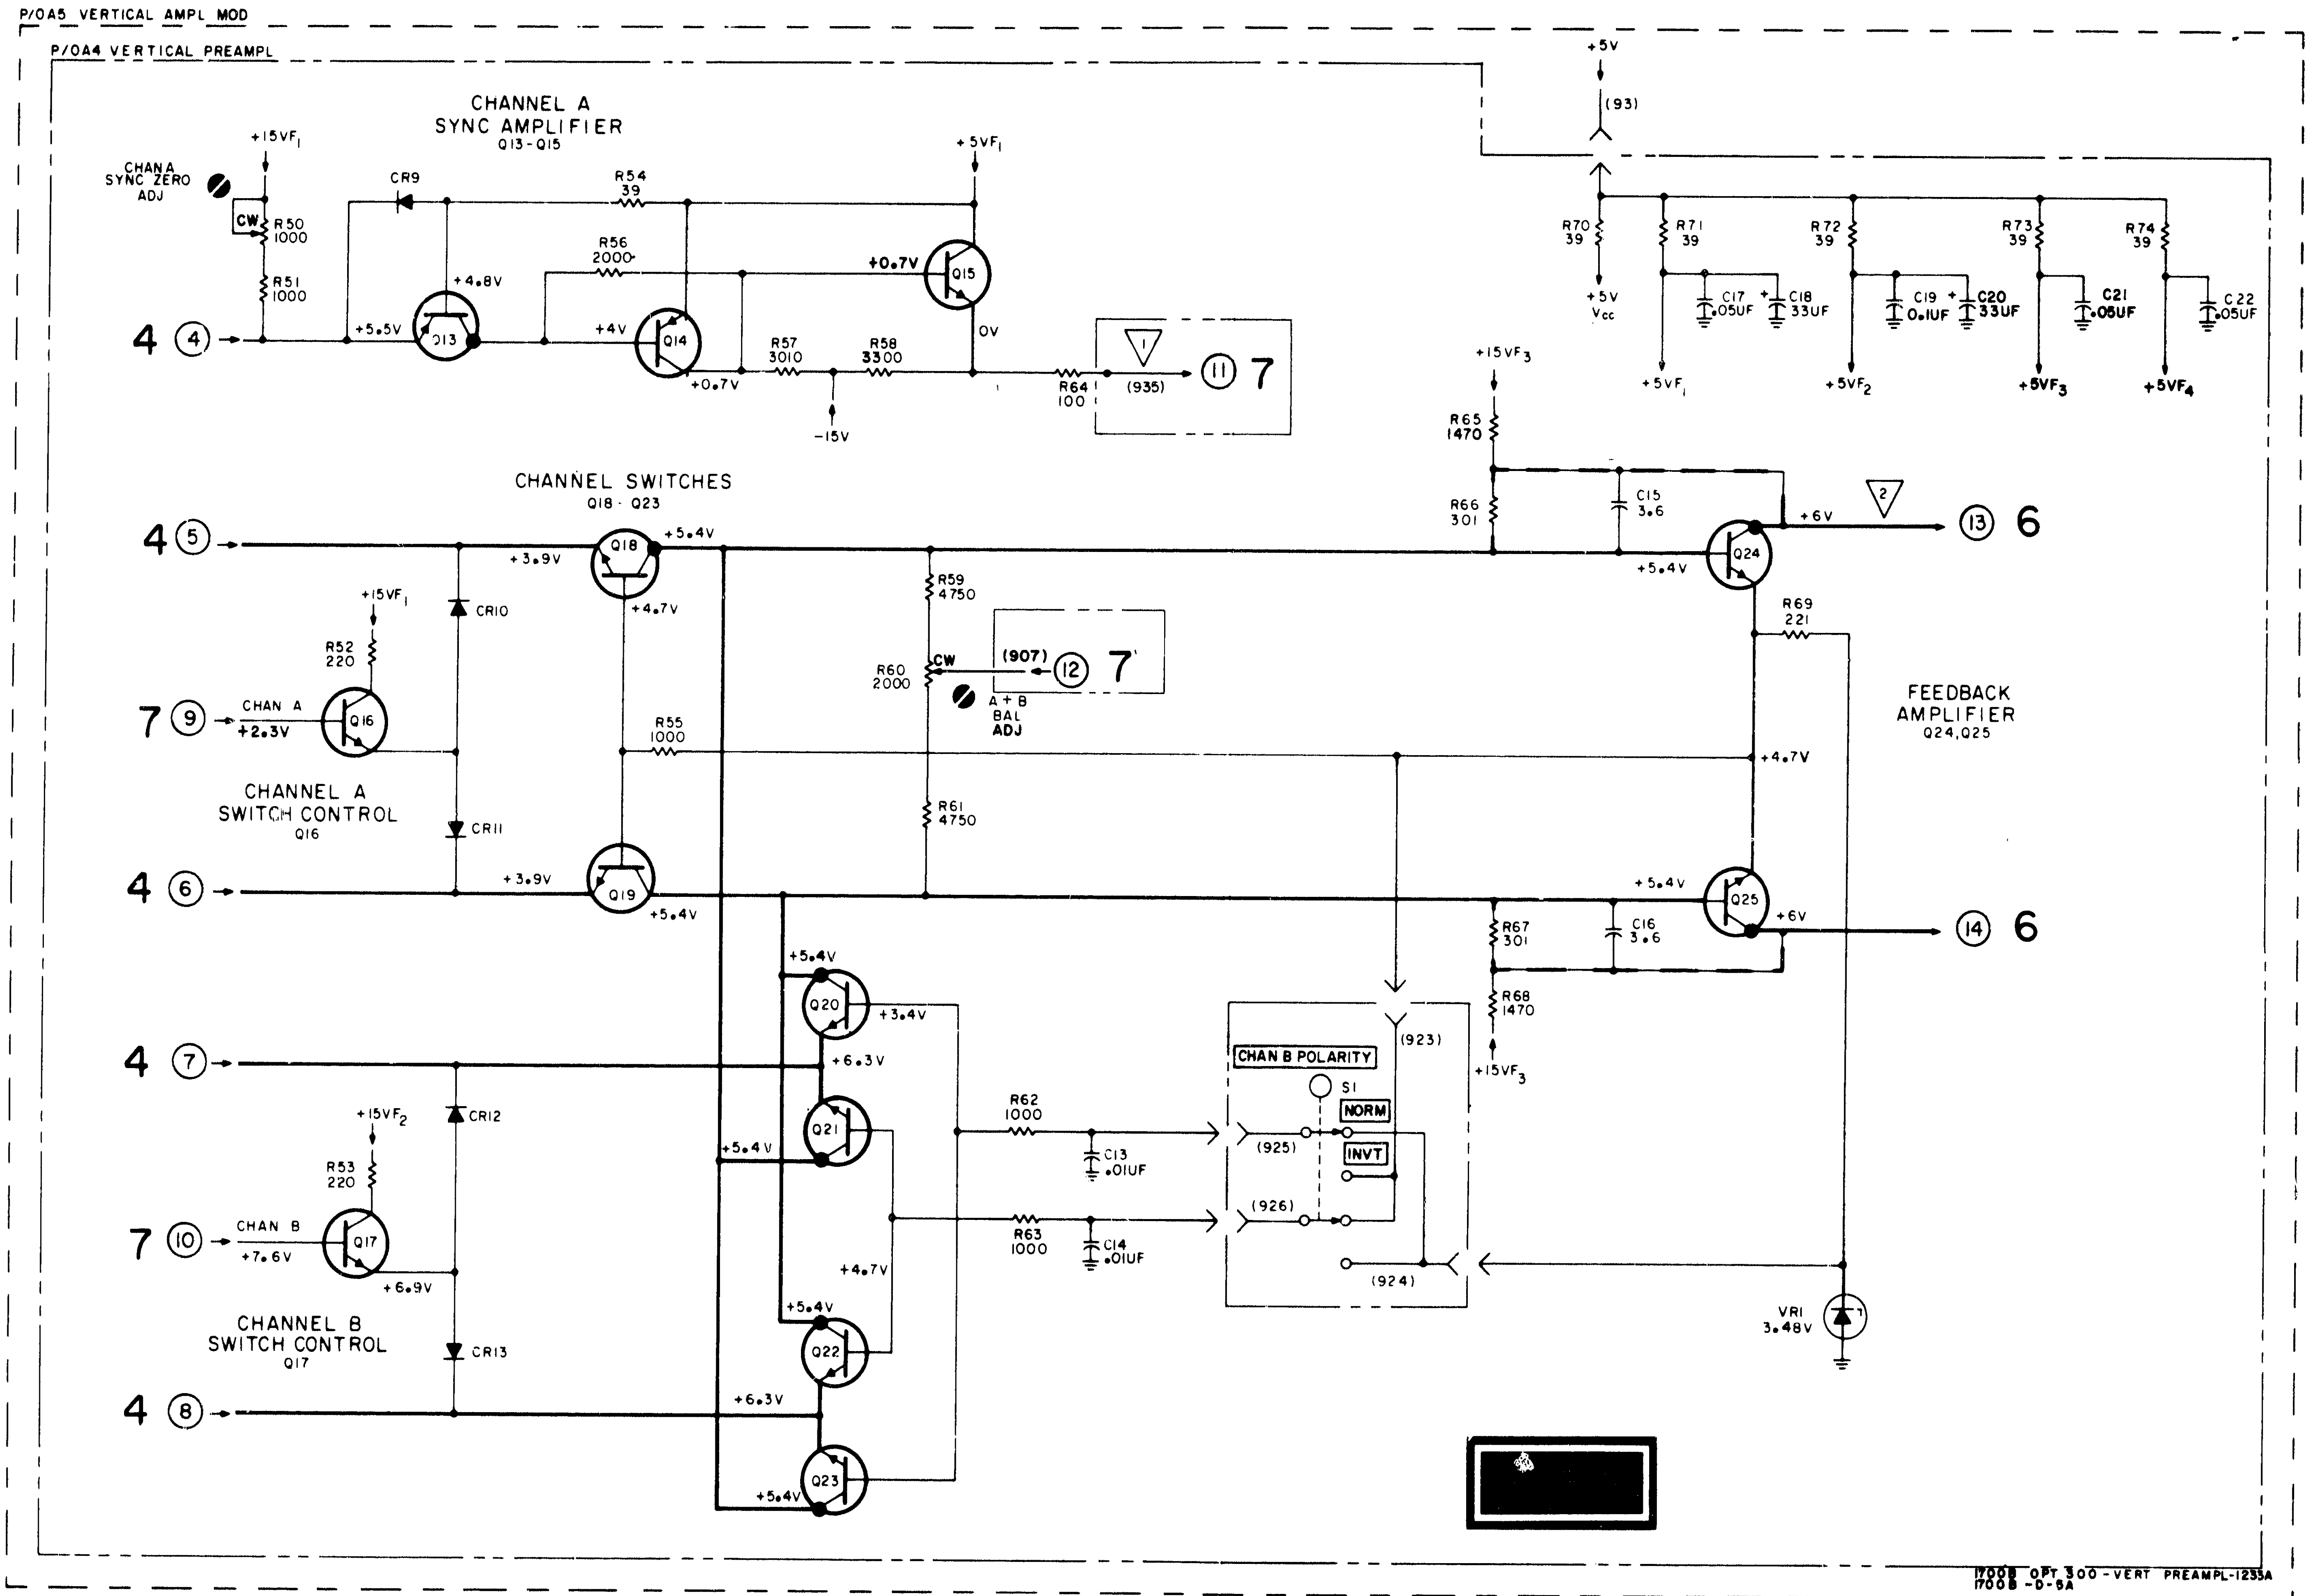 P/OA5 VERTICAL AMPL MOD
P/OA4 VERTICAL PREAMPL
CHANNEL A
SYNC AMPLIFIER
Q13-Q15
+15VF1
CHAN A
SYNC ZERO
ADJ
CW
R50
1000
R51
1000
CR9
R54
39
R56
2000
+4.8V
+5.5V
Q13
+4V
Q14
+0.7V
+0.7V
Q15
+5VF1
0V
R57
3010
R58
3300
-15V
R64
100
1
(935)
11 7
4 4
+5V
(93)
R70
39
R71
39
R72
39
R73
39
R74
39
+5V
Vcc
C17
.05UF
+ C18
33UF
C19
0.1UF
+ C20
33UF
C21
.05UF
C22
.05UF
+5VF1
+5VF2
+5VF3
+5VF4
CHANNEL SWITCHES
Q18 - Q23
4 5
+3.9V
Q18
+5.4V
+4.7V
CR10
+15VF1
R52
220
7 9
CHAN A
+2.3V
Q16
CHANNEL A
SWITCH CONTROL
Q16
CR11
4 6
+3.9V
Q19
+5.4V
R55
1000
R59
4750
R60
2000
CW
(907)
12 7
A + B
BAL
ADJ
R61
4750
+15VF3
R65
1470
R66
301
C15
3.6
+5.4V
Q24
+6V
2
13 6
R69
221
FEEDBACK
AMPLIFIER
Q24,Q25
+4.7V
+5.4V
Q25
+6V
14 6
R67
301
C16
3.6
R68
1470
+15VF3
+5.4V
Q20
+3.4V
+6.3V
4 7
Q21
+5.4V
CR12
+15VF2
R53
220
7 10
CHAN B
+7.6V
Q17
+6.9V
CHANNEL B
SWITCH CONTROL
Q17
CR13
4 8
+4.7V
+5.4V
Q22
+6.3V
Q23
+5.4V
R62
1000
C13
.01UF
R63
1000
C14
.01UF
(923)
CHAN B POLARITY
S1
NORM
(925)
INVT
(926)
(924)
VR1
3.48V
1700B OPT 300-VERT PREAMPL-1233A
1700B -D-5A